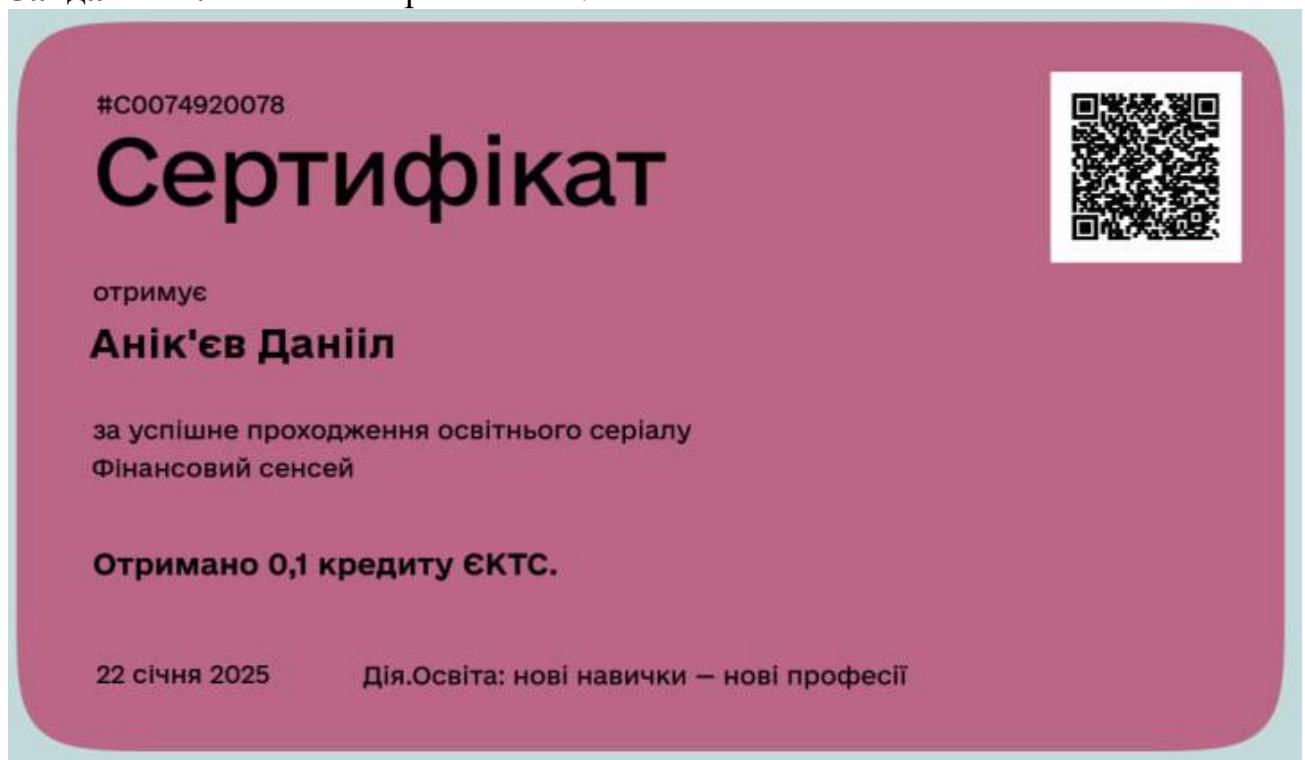 #C0074920078
Сертифікат
отримує
Анік'єв Данііл
за успішне проходження освітнього серіалу
Фінансовий сенсей
Отримано 0,1 кредиту ЄКТС.
22 січня 2025 Дія.Освіта: нові навички — нові професії